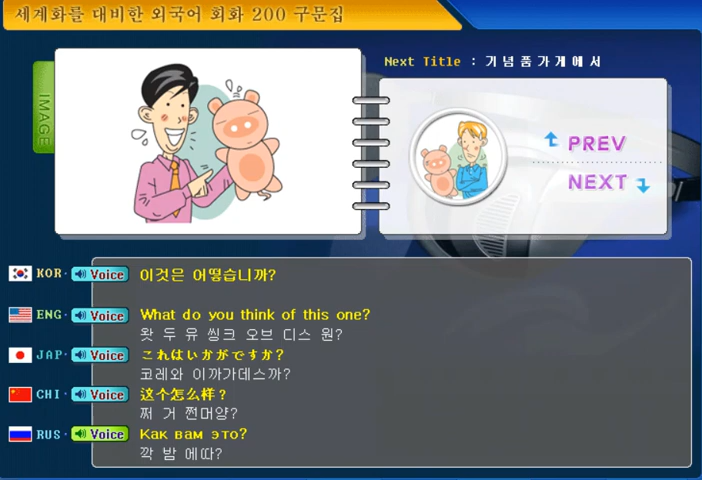 세계화를 대비한 외국어 회화 200 구문집
Next Title : 기념품가게에서
IMAGE
PREV
NEXT
KOR· Voice 이것은 어떻습니까?
ENG· Voice What do you think of this one?
왓 두 유 씽크 오브 디스 원?
JAP· Voice これはいかがですか?
코레와 이까가데스까?
CHI· Voice 这个怎么样?
쩌 거 쩐머양?
RUS· Voice Как вам это?
깍 밤 에따?